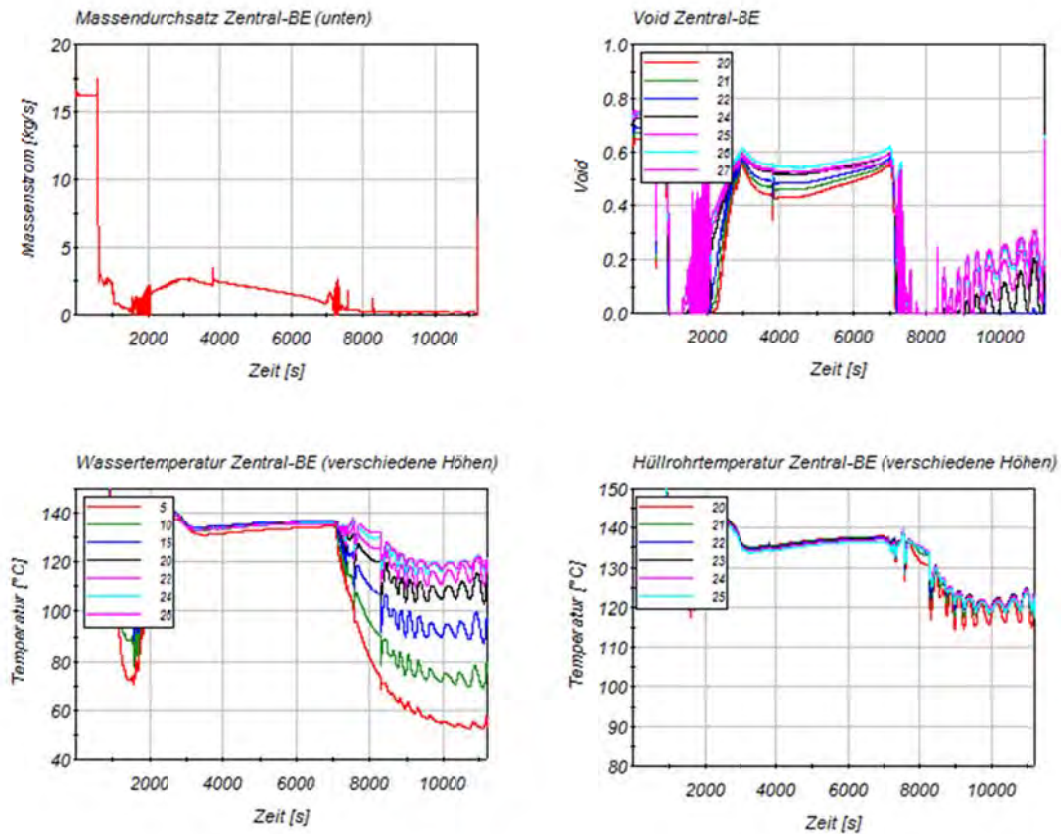 Massendurchsatz Zentral-BE (unten)
20
15
10
5
0
Massenstrom [kg/s]
2000 4000 6000 8000 10000
Zeit [s]
Void Zentral-BE
1.0
0.8
0.6
0.4
0.2
0.0
Void
20
21
22
24
25
26
27
2000 4000 6000 8000 10000
Zeit [s]
Wassertemperatur Zentral-BE (verschiedene Höhen)
140
120
100
80
60
40
Temperatur [°C]
5
10
15
20
22
24
2000 4000 6000 8000 10000
Zeit [s]
Hüllrohrtemperatur Zentral-BE (verschiedene Höhen)
150
140
130
120
110
100
90
80
Temperatur [°C]
20
21
22
24
25
2000 4000 6000 8000 10000
Zeit [s]